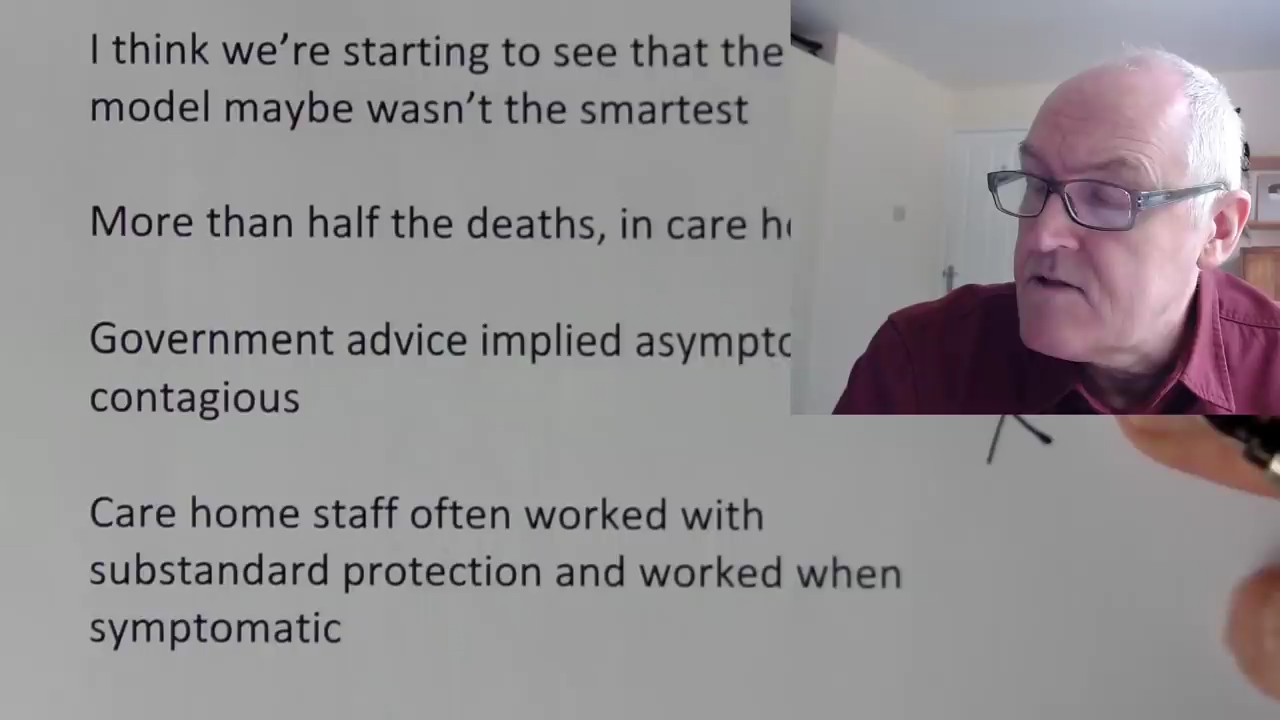 I think we're starting to see that the
model maybe wasn't the smartest
More than half the deaths, in care
Government advice implied
contagious
Care home staff often worked with
substandard protection and worked when
symptomatic